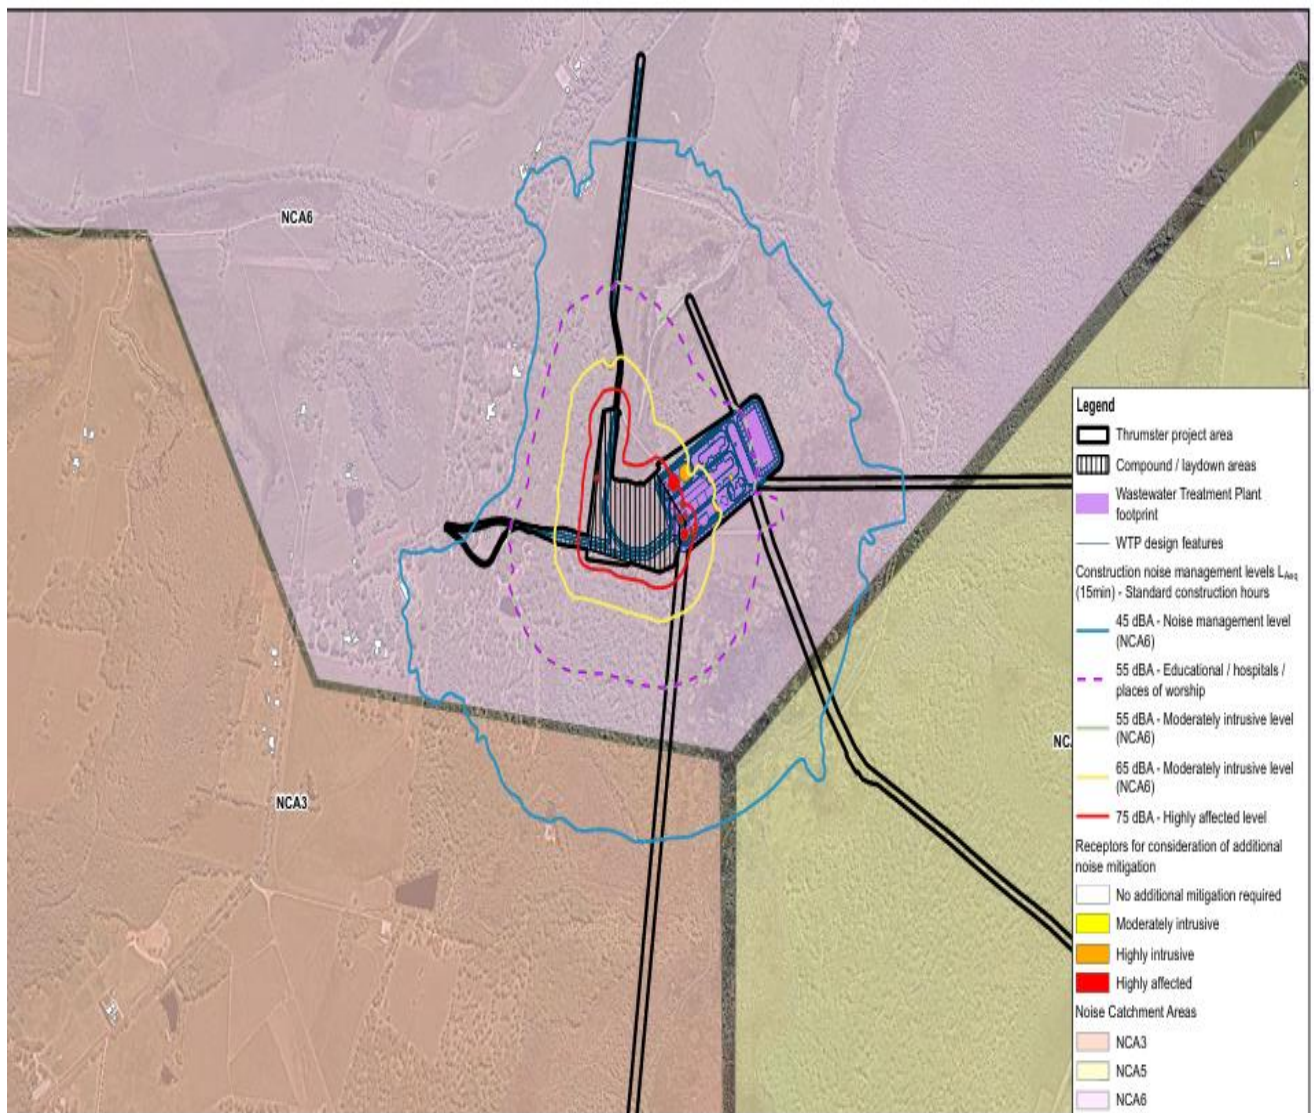 NCA6
NCA3
NC
Legend
Thrumster project area
Compound / laydown areas
Wastewater Treatment Plant
footprint
WTP design features
Construction noise management levels LAeq
(15min) - Standard construction hours
45 dBA - Noise management level
(NCA6)
55 dBA - Educational / hospitals /
places of worship
55 dBA - Moderately intrusive level
(NCA6)
65 dBA - Moderately intrusive level
(NCA6)
75 dBA - Highly affected level
Receptors for consideration of additional
noise mitigation
No additional mitigation required
Moderately intrusive
Highly intrusive
Highly affected
Noise Catchment Areas
NCA3
NCA5
NCA6